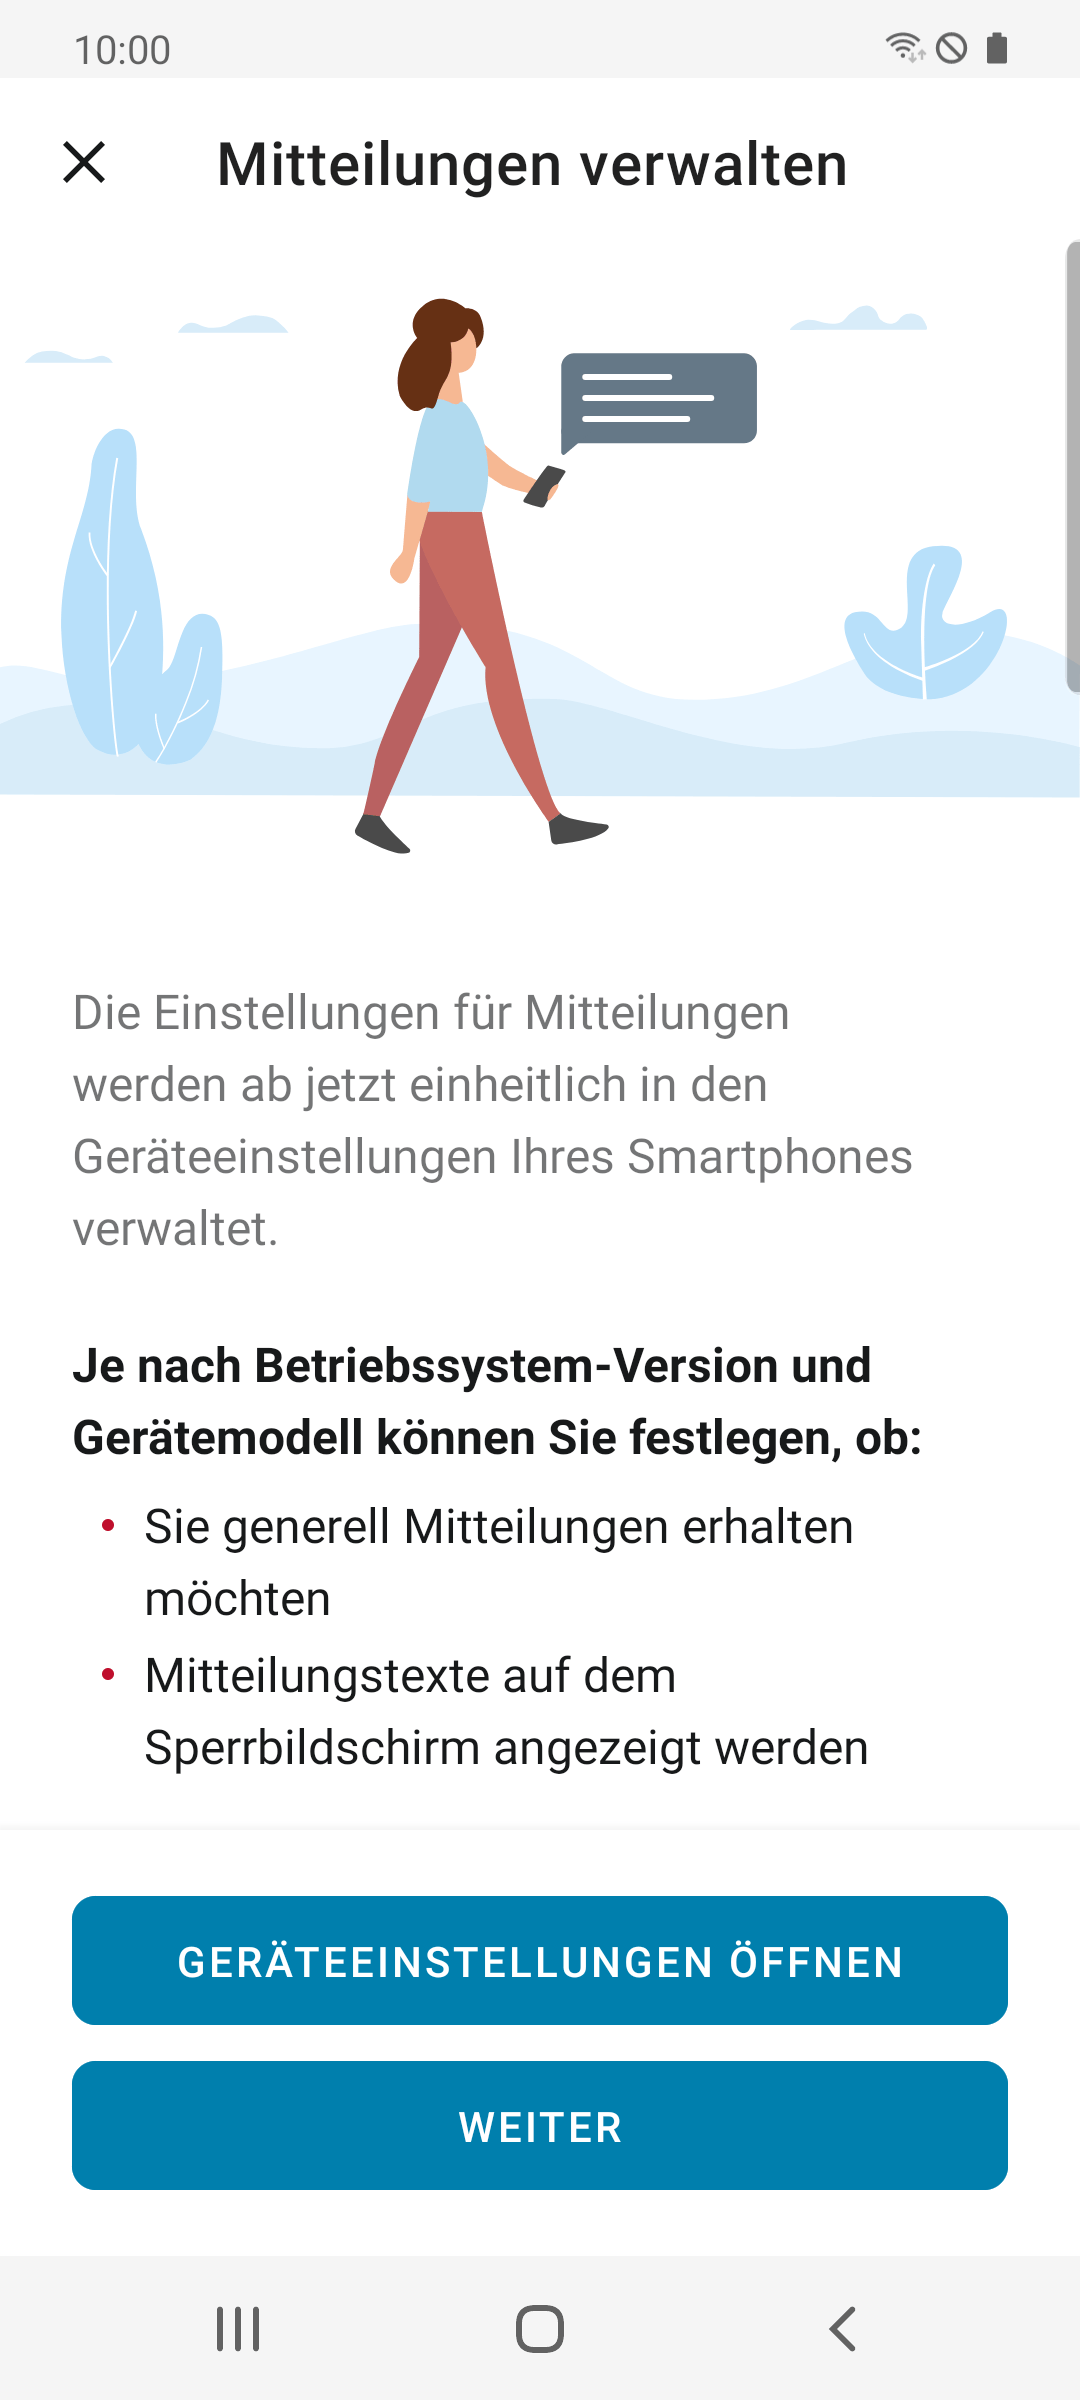 10:00
Mitteilungen verwalten
Die Einstellungen für Mitteilungen
werden ab jetzt einheitlich in den
Geräteeinstellungen Ihres Smartphones
verwaltet.
Je nach Betriebssystem-Version und
Gerätemodell können Sie festlegen, ob:
• Sie generell Mitteilungen erhalten
möchten
• Mitteilungstexte auf dem
Sperrbildschirm angezeigt werden
GERÄTEEINSTELLUNGEN ÖFFNEN
WEITER